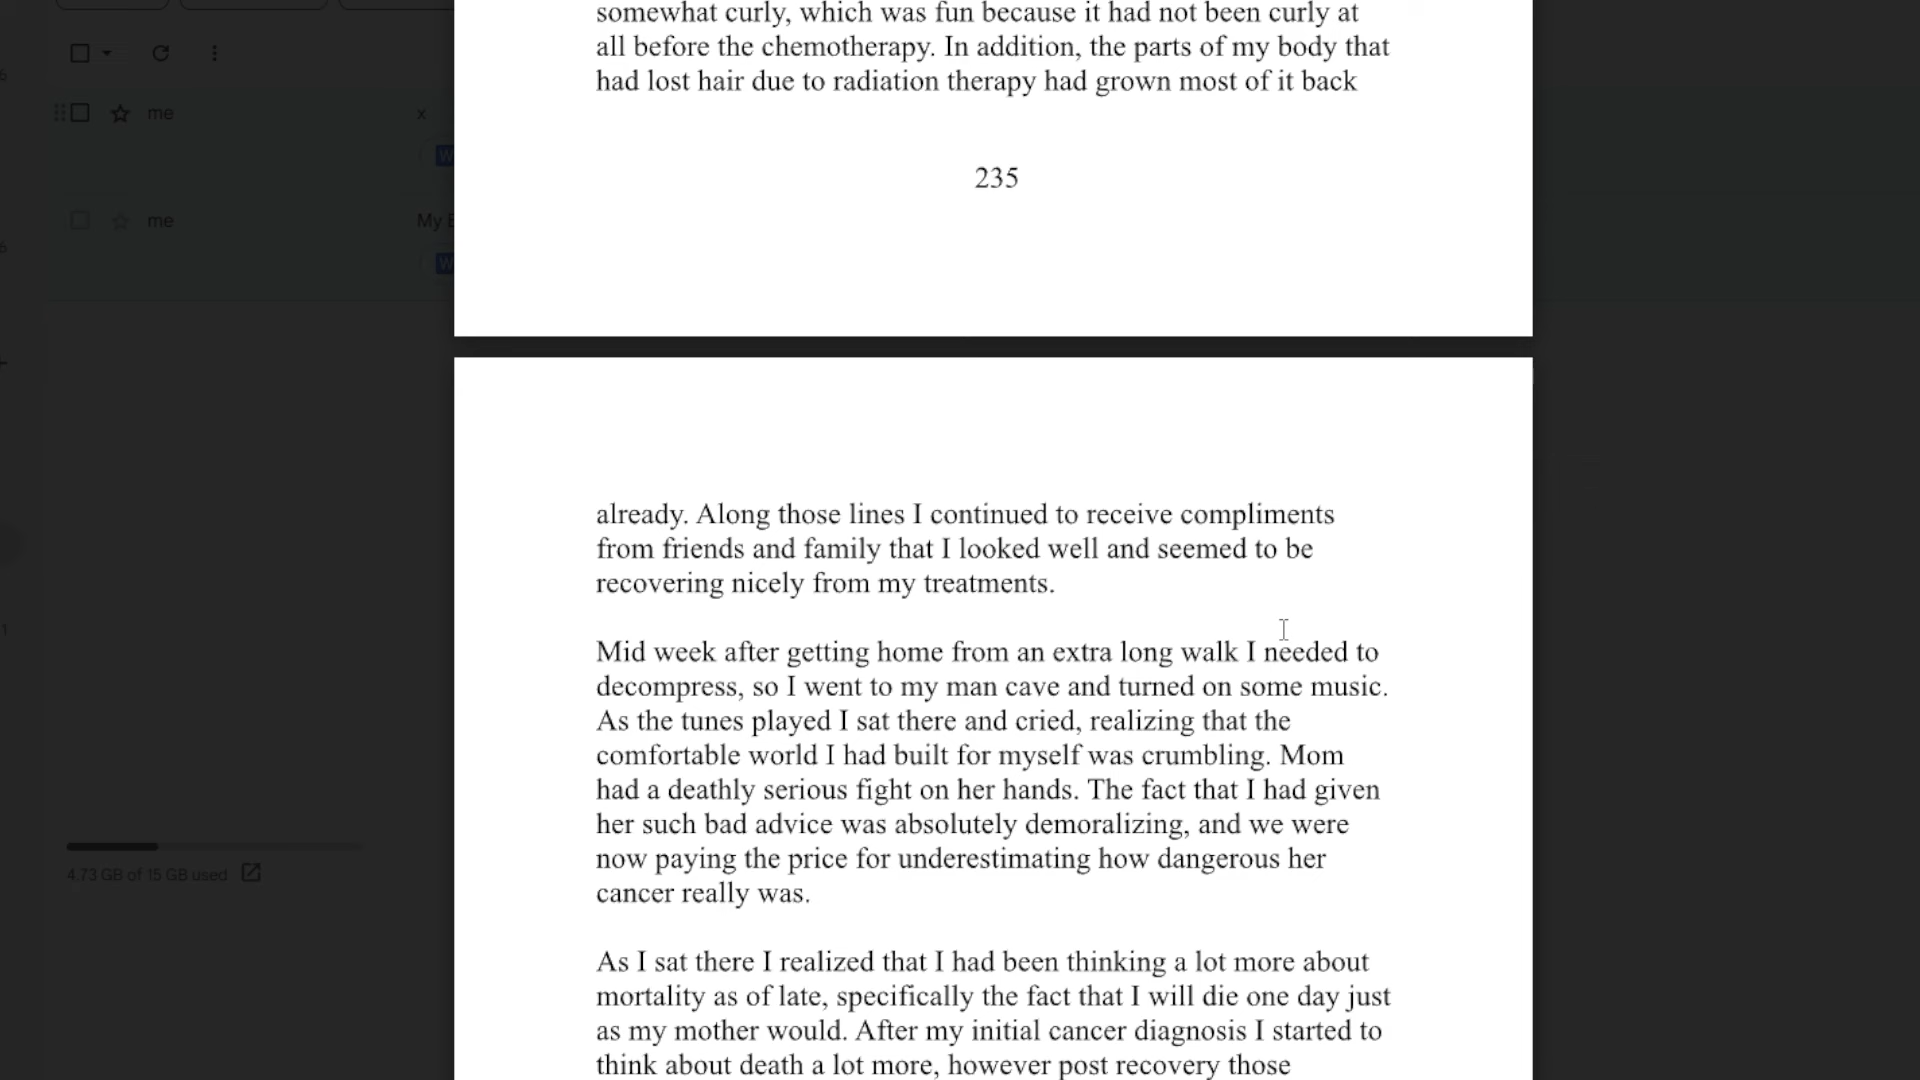 somewhat curly, which was fun because it had not been curly at
all before the chemotherapy. In addition, the parts of my body that
had lost hair due to radiation therapy had grown most of it back
235
me
x
W
me
My
W
already. Along those lines I continued to receive compliments
from friends and family that I looked well and seemed to be
recovering nicely from my treatments.
Mid week after getting home from an extra long walk I needed to
decompress, so I went to my man cave and turned on some music.
As the tunes played I sat there and cried, realizing that the
comfortable world I had built for myself was crumbling. Mom
had a deathly serious fight on her hands. The fact that I had given
her such bad advice was absolutely demoralizing, and we were
now paying the price for underestimating how dangerous her
cancer really was.
As I sat there I realized that I had been thinking a lot more about
mortality as of late, specifically the fact that I will die one day just
as my mother would. After my initial cancer diagnosis I started to
think about death a lot more, however post recovery those
4.73 GB of 15 GB used